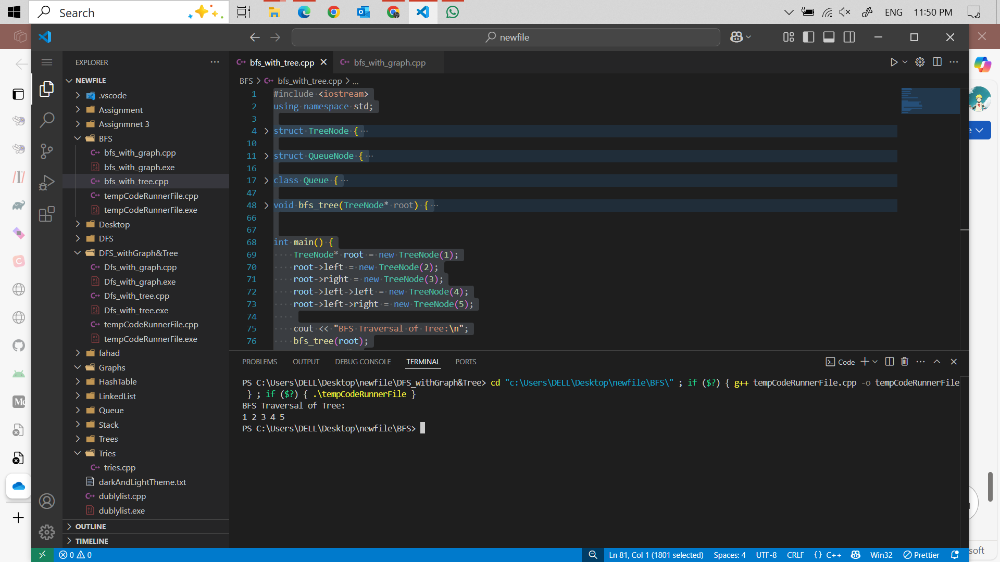 Search
ENG
11:50 PM
newfile
EXPLORER
NEWFILE
.vscode
Assignment
Assignmnet 3
BFS
bfs_with_graph.cpp
bfs_with_graph.exe
bfs_with_tree.cpp
tempCodeRunnerFile.cpp
tempCodeRunnerFile.exe
Desktop
DFS
DFS_withGraph&Tree
Dfs_with_graph.cpp
Dfs_with_graph.exe
Dfs_with_tree.cpp
Dfs_with_tree.exe
tempCodeRunnerFile.cpp
tempCodeRunnerFile.exe
fahad
Graphs
HashTable
LinkedList
Queue
Stack
Trees
Tries
tries.cpp
darkAndLightTheme.txt
dublylist.cpp
dublylist.exe
OUTLINE
TIMELINE
bfs_with_tree.cpp
bfs_with_graph.cpp
BFS > bfs_with_tree.cpp > ...
1 #include <iostream>
2 using namespace std;
3
4 struct TreeNode { ...
10
11 struct QueueNode { ...
16
17 class Queue { ...
47
48 void bfs_tree(TreeNode* root) { ...
66
67
68 int main() {
69 TreeNode* root = new TreeNode(1);
70 root->left = new TreeNode(2);
71 root->right = new TreeNode(3);
72 root->left->left = new TreeNode(4);
73 root->left->right = new TreeNode(5);
74
75 cout << "BFS Traversal of Tree:\n";
76 bfs_tree(root);
PROBLEMS OUTPUT DEBUG CONSOLE TERMINAL PORTS
Code
PS C:\Users\DELL\Desktop\newfile\DFS_withGraph&Tree> cd "c:\Users\DELL\Desktop\newfile\BFS\" ; if ($?) { g++ tempCodeRunnerFile.cpp -o tempCodeRunnerFile
} ; if ($?) { .\tempCodeRunnerFile }
BFS Traversal of Tree:
1 2 3 4 5
PS C:\Users\DELL\Desktop\newfile\BFS>
0 0
Ln 81, Col 1 (1801 selected) Spaces: 4 UTF-8 CRLF {} C++ Win32 Prettier